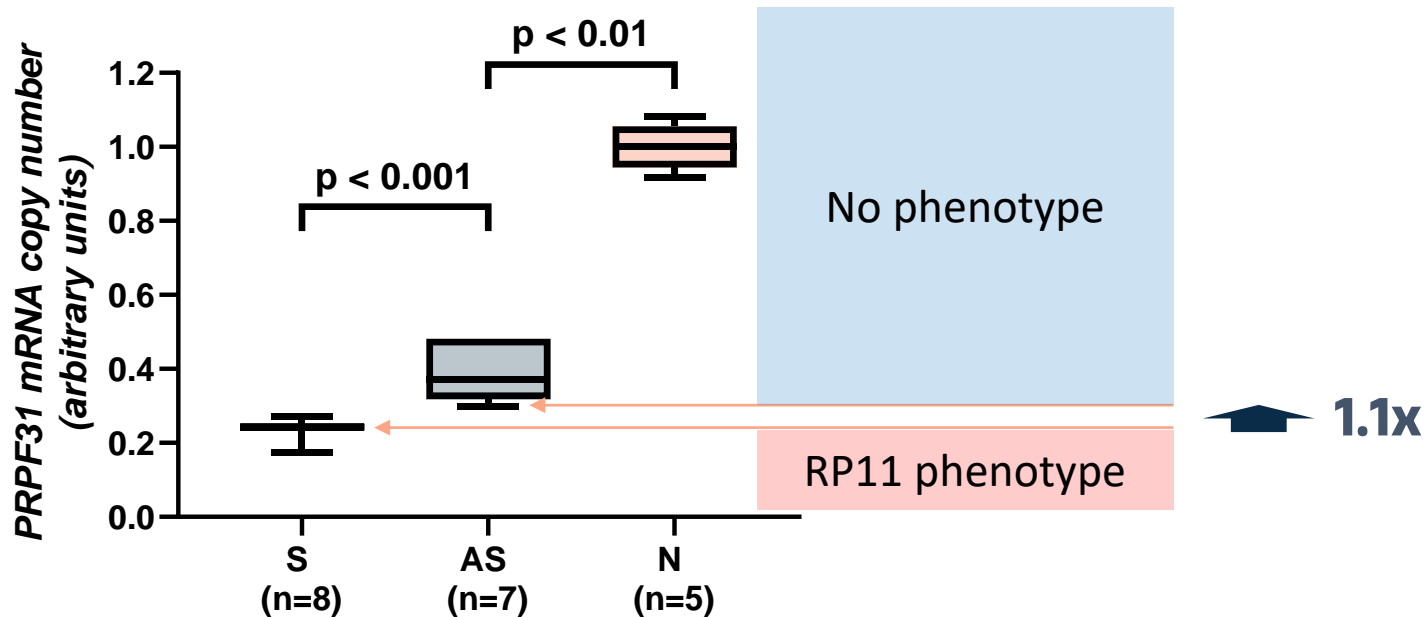 PRPF31 mRNA copy number
(arbitrary units)
1.2
1.0
0.8
0.6
0.4
0.2
0.0
p < 0.01
p < 0.001
No phenotype
RP11 phenotype
1.1x
S
(n=8)
AS
(n=7)
N
(n=5)